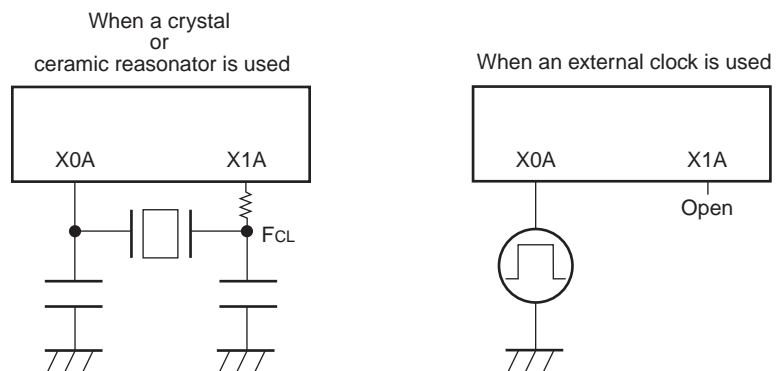 When a crystal
or
ceramic reasonator is used
X0A
X1A
FCL
When an external clock is used
X0A
X1A
Open